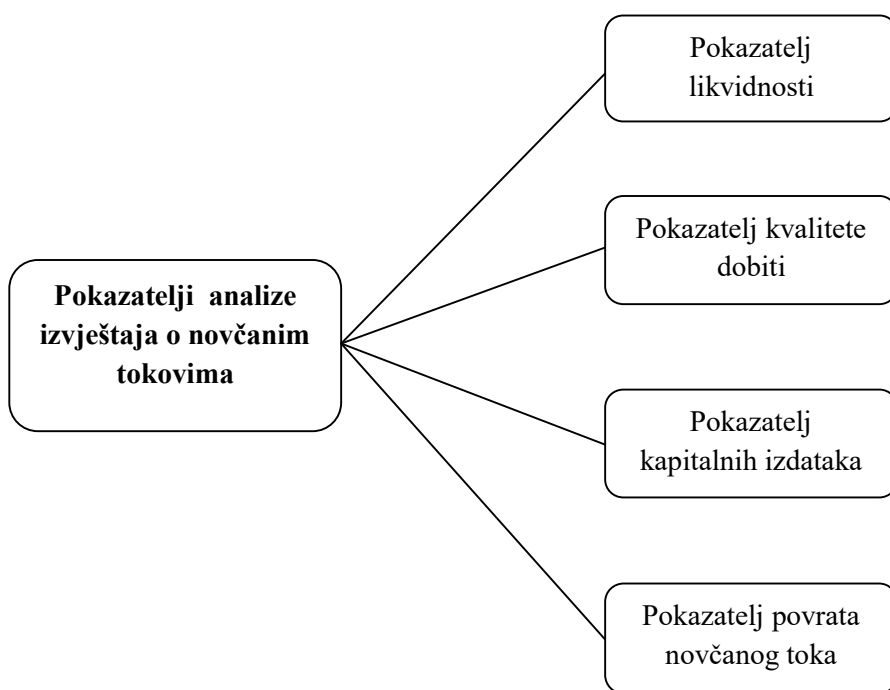 Pokazatelj
likvidnosti
Pokazatelj kvalitete
dobiti
Pokazatelji  analize
izvještaja o novčanim
tokovima
Pokazatelj
kapitalnih izdataka
Pokazatelj povrata
novčanog toka